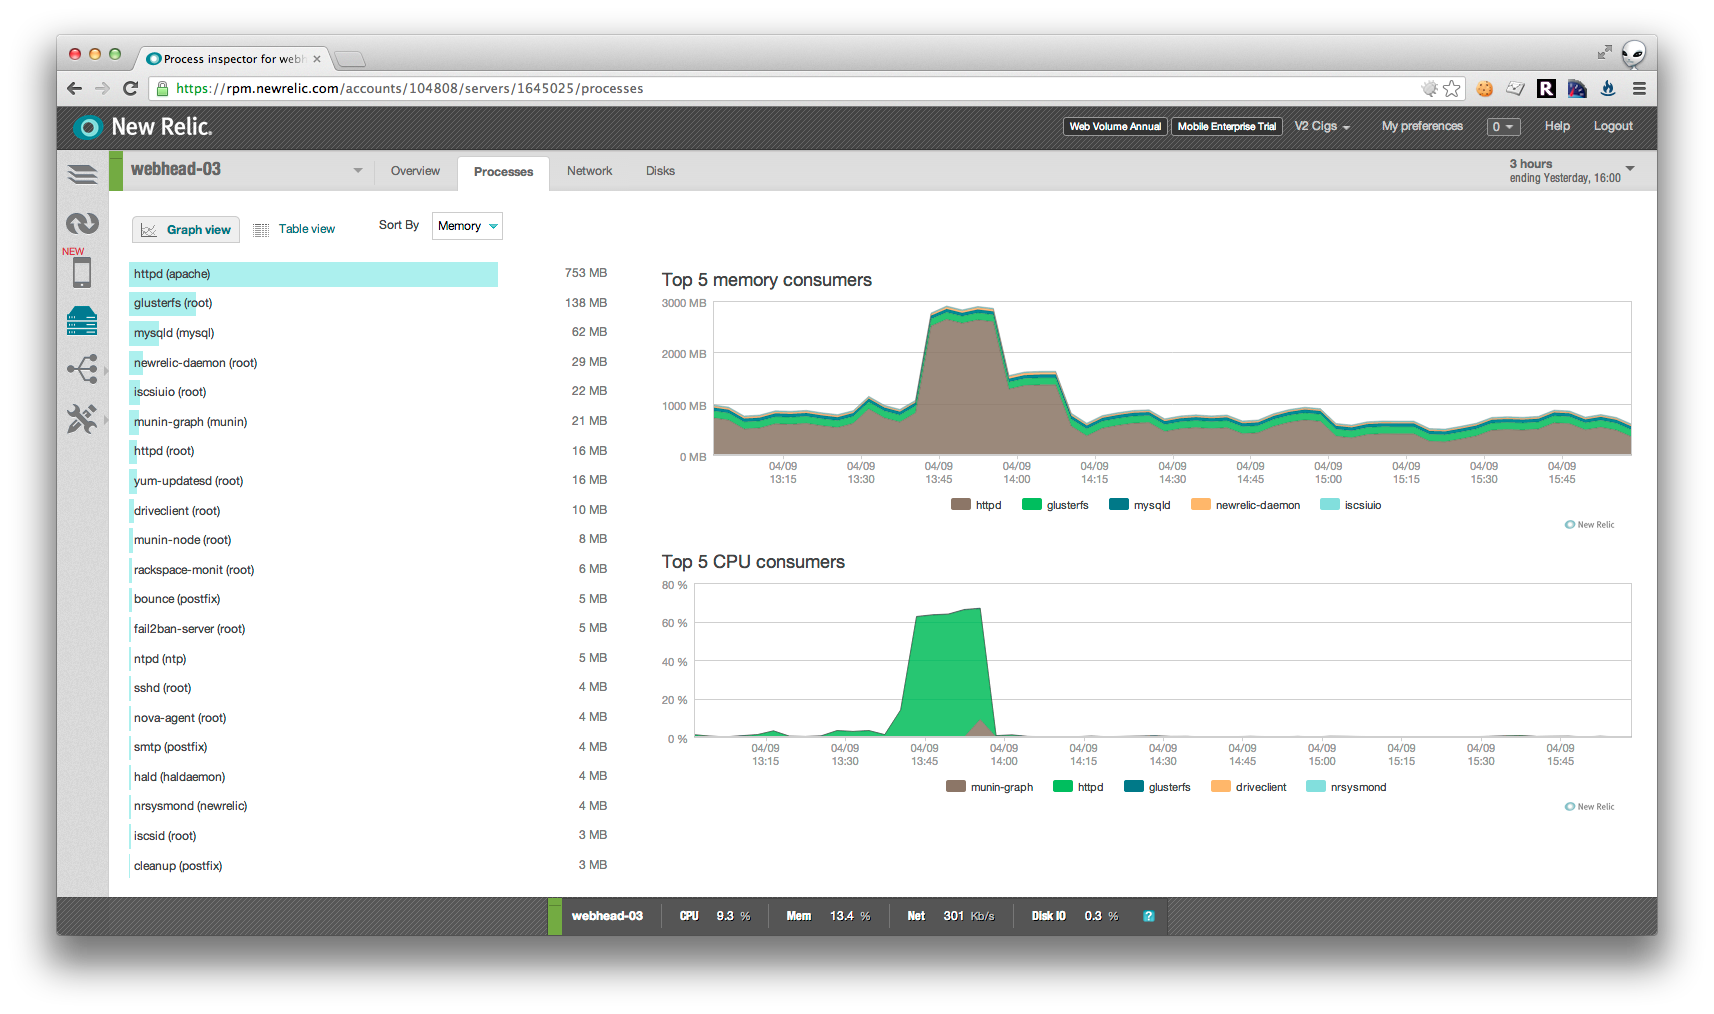 Process inspector for webh
https://rpm.newrelic.com/accounts/104808/servers/1645025/processes
New Relic.
Web Volume Annual
Mobile Enterprise Trial
V2 Cigs
My preferences
0
Help
Logout
webhead-03
Overview
Processes
Network
Disks
3 hours
ending Yesterday, 16:00
NEW
Graph view
Table view
Sort By
Memory
httpd (apache) 753 MB
glusterfs (root) 138 MB
mysqld (mysql) 62 MB
newrelic-daemon (root) 29 MB
iscsiuio (root) 22 MB
munin-graph (munin) 21 MB
httpd (root) 16 MB
yum-updatesd (root) 16 MB
driveclient (root) 10 MB
munin-node (root) 8 MB
rackspace-monit (root) 6 MB
bounce (postfix) 5 MB
fail2ban-server (root) 5 MB
ntpd (ntp) 5 MB
sshd (root) 4 MB
nova-agent (root) 4 MB
smtp (postfix) 4 MB
hald (haldaemon) 4 MB
nrsysmond (newrelic) 4 MB
iscsid (root) 3 MB
cleanup (postfix) 3 MB
Top 5 memory consumers
3000 MB
2000 MB
1000 MB
0 MB
04/09 04/09 04/09 04/09 04/09 04/09 04/09 04/09 04/09 04/09 04/09
13:15 13:30 13:45 14:00 14:15 14:30 14:45 15:00 15:15 15:30 15:45
httpd glusterfs mysqld newrelic-daemon iscsiuio
New Relic
Top 5 CPU consumers
80 %
60 %
40 %
20 %
0 %
04/09 04/09 04/09 04/09 04/09 04/09 04/09 04/09 04/09 04/09 04/09
13:15 13:30 13:45 14:00 14:15 14:30 14:45 15:00 15:15 15:30 15:45
munin-graph httpd glusterfs driveclient nrsysmond
New Relic
webhead-03 CPU 9.3 % Mem 13.4 % Net 301 Kb/s Disk IO 0.3 % ?